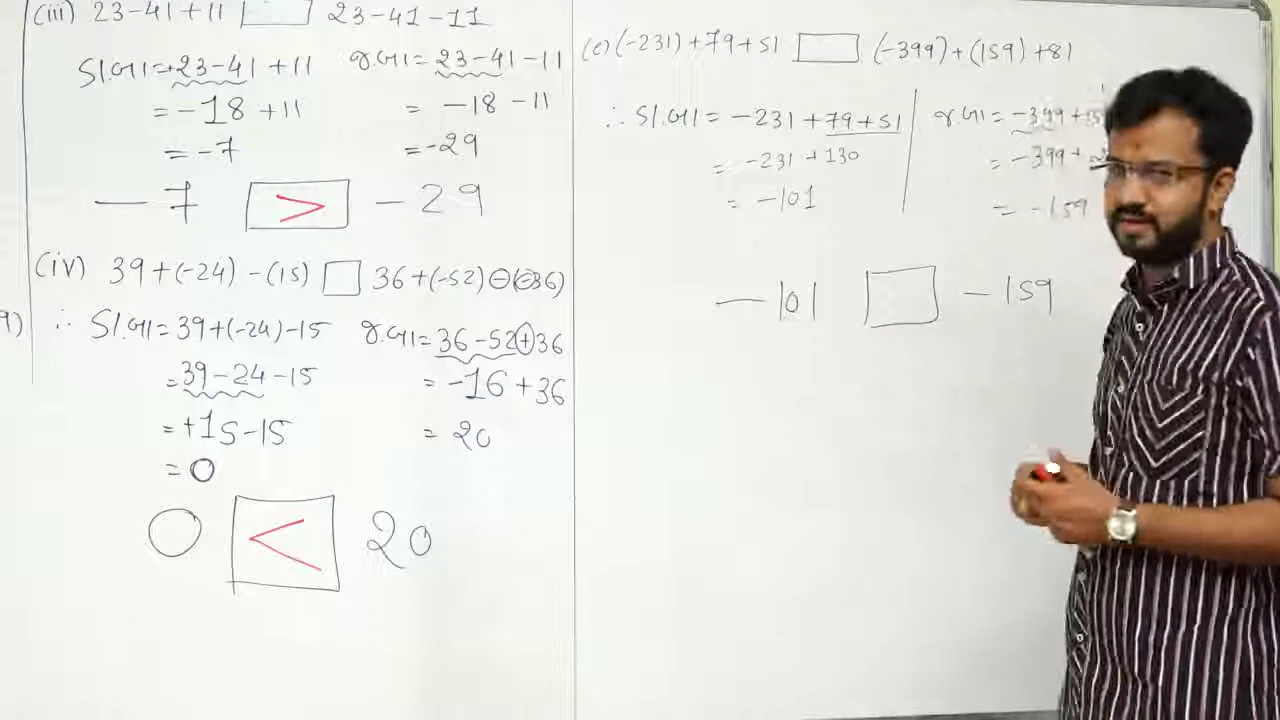 (iii) 23-41+11 □ 23-41-11
ડા.બા=+23-41+11
=-18+11
=-7
જ.બા=23-41-11
= -18-11
=-29
-7 > -29
(iv) 39+(-24)-(15) □ 36+(-52)-(-36)
∴ ડા.બા=39+(-24)-15
=39-24-15
=+15-15
=0
જ.બા=36-52+36
=-16+36
=20
0 < 20
(-231)+79+51 □ (-399)+(159)+81
∴ ડા.બા=-231+79+51
= -231+130
= -101
જ.બા=-399+
=-399+
= -159
-101 □ -159